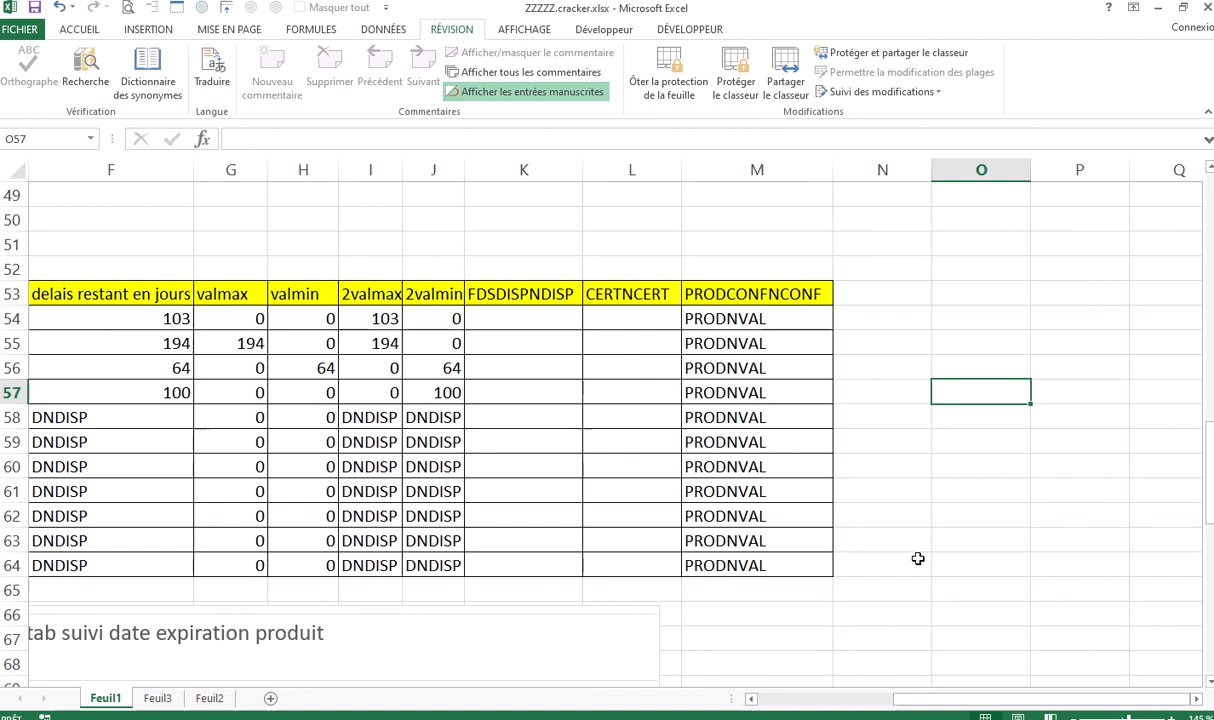 ZZZZZ.cracker.xlsx - Microsoft Excel
Masquer tout
?
FICHIER ACCUEIL INSERTION MISE EN PAGE FORMULES DONNÉES RÉVISION AFFICHAGE Développeur DÉVELOPPEUR Connexio
ABC
Orthographe Recherche Dictionnaire des synonymes
Vérification
Traduire
Langue
Nouveau commentaire Supprimer Précédent Suivant
Afficher/masquer le commentaire
Afficher tous les commentaires
Afficher les entrées manuscrites
Commentaires
Ôter la protection de la feuille Protéger le classeur Partager le classeur
Protéger et partager le classeur
Permettre la modification des plages
Suivi des modifications
Modifications
O57 fx
F G H I J K L M N O P Q
49
50
51
52
53 delais restant en jours valmax valmin 2valmax 2valmin FDSDISPNDISP CERTNCERT PRODCONFNCONF
54 103 0 0 103 0 PRODNVAL
55 194 194 0 194 0 PRODNVAL
56 64 0 64 0 64 PRODNVAL
57 100 0 0 0 100 PRODNVAL
58 DNDISP 0 0 DNDISP DNDISP PRODNVAL
59 DNDISP 0 0 DNDISP DNDISP PRODNVAL
60 DNDISP 0 0 DNDISP DNDISP PRODNVAL
61 DNDISP 0 0 DNDISP DNDISP PRODNVAL
62 DNDISP 0 0 DNDISP DNDISP PRODNVAL
63 DNDISP 0 0 DNDISP DNDISP PRODNVAL
64 DNDISP 0 0 DNDISP DNDISP PRODNVAL
65
66
67 tab suivi date expiration produit
68
Feuil1 Feuil3 Feuil2
PRÊT 145 %